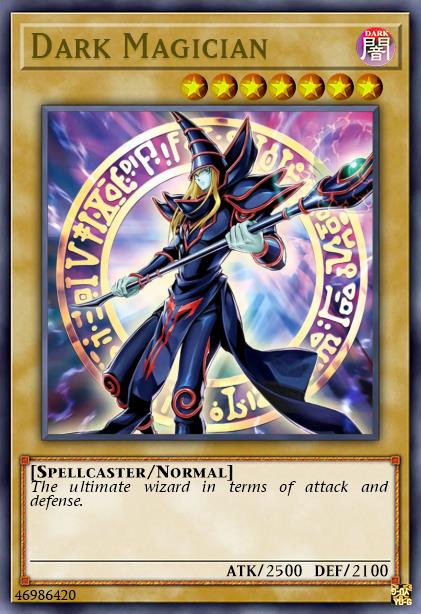 Dark Magician
DARK
闇
[Spellcaster/Normal]
The ultimate wizard in terms of attack and
defense.
ATK/2500 DEF/2100
46986420